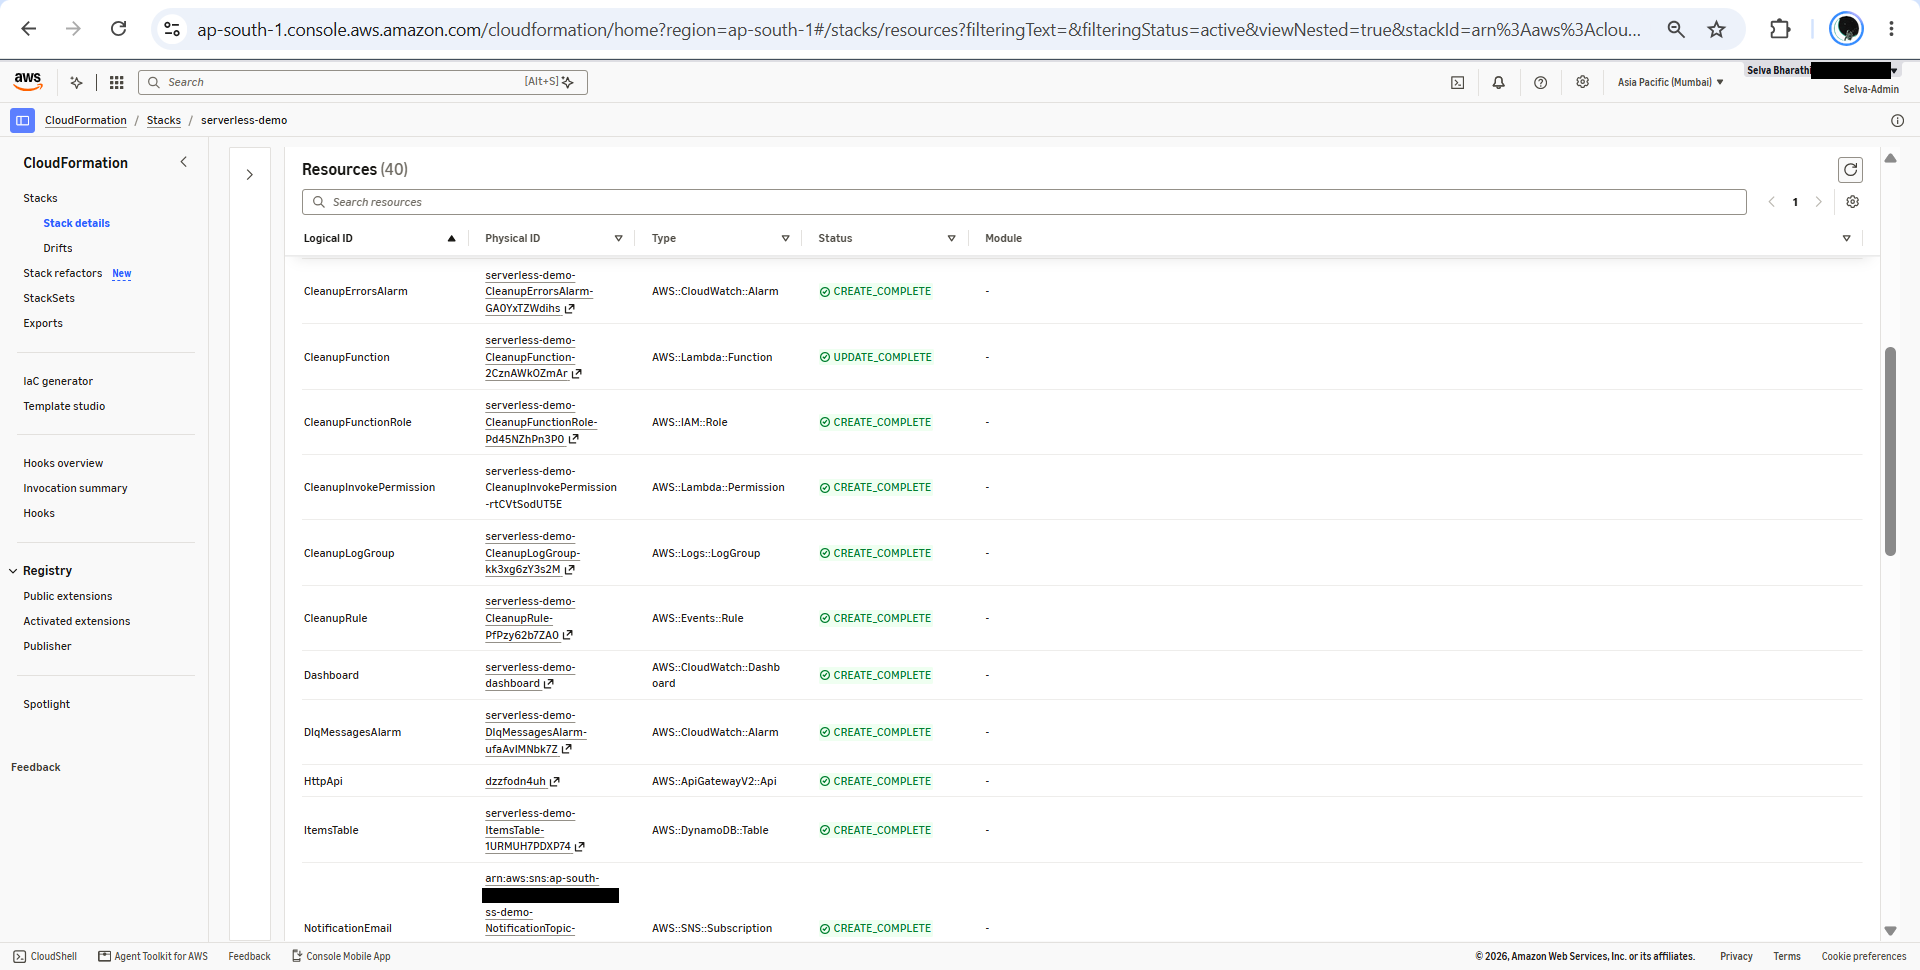 ap-south-1.console.aws.amazon.com/cloudformation/home?region=ap-south-1#/stacks/resources?filteringText=&filteringStatus=active&viewNested=true&stackId=arn%3Aaws%3Aclou...
aws
Search
[Alt+S]
Asia Pacific (Mumbai)
Selva Bharathi
Selva-Admin
CloudFormation / Stacks / serverless-demo
CloudFormation
Stacks
Stack details
Drifts
Stack refactors New
StackSets
Exports
IaC generator
Template studio
Hooks overview
Invocation summary
Hooks
Registry
Public extensions
Activated extensions
Publisher
Spotlight
Feedback
Resources (40)
Search resources
1
Logical ID Physical ID Type Status Module
serverless-demo-
CleanupErrorsAlarm CleanupErrorsAlarm- AWS::CloudWatch::Alarm CREATE_COMPLETE -
GA0YxTZWdihs
serverless-demo-
CleanupFunction CleanupFunction- AWS::Lambda::Function UPDATE_COMPLETE -
2CznAWkOZmAr
serverless-demo-
CleanupFunctionRole CleanupFunctionRole- AWS::IAM::Role CREATE_COMPLETE -
Pd45NZhPn3P0
serverless-demo-
CleanupInvokePermission CleanupInvokePermission AWS::Lambda::Permission CREATE_COMPLETE -
-rtCVtSodUT5E
serverless-demo-
CleanupLogGroup CleanupLogGroup- AWS::Logs::LogGroup CREATE_COMPLETE -
kk3xg6zY3s2M
serverless-demo-
CleanupRule CleanupRule- AWS::Events::Rule CREATE_COMPLETE -
PfPzy62b7ZA0
serverless-demo- AWS::CloudWatch::Dashb
Dashboard CREATE_COMPLETE -
dashboard oard
serverless-demo-
DlqMessagesAlarm DlqMessagesAlarm- AWS::CloudWatch::Alarm CREATE_COMPLETE -
ufaAvIMNbk7Z
HttpApi dzzfodn4uh AWS::ApiGatewayV2::Api CREATE_COMPLETE -
serverless-demo-
ItemsTable ItemsTable- AWS::DynamoDB::Table CREATE_COMPLETE -
1URMUH7PDXP74
arn:aws:sns:ap-south-
ss-demo-
NotificationEmail NotificationTopic- AWS::SNS::Subscription CREATE_COMPLETE -
CloudShell Agent Toolkit for AWS Feedback Console Mobile App
© 2026, Amazon Web Services, Inc. or its affiliates. Privacy Terms Cookie preferences